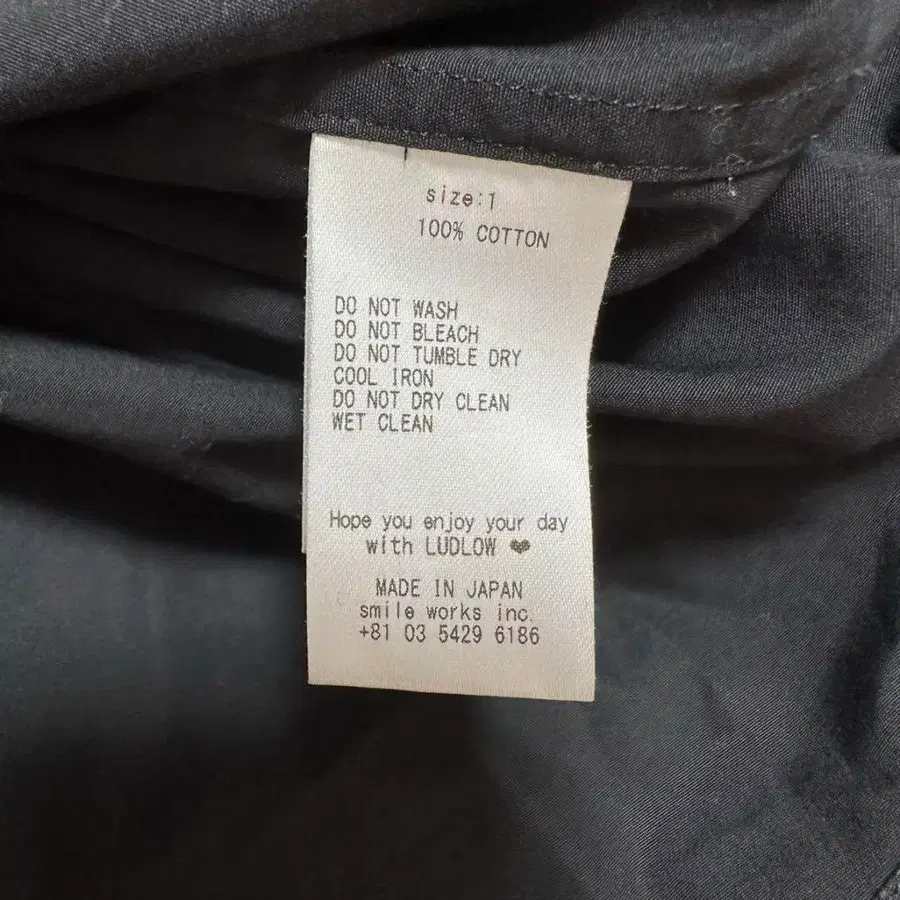 size:1
100% COTTON
DO NOT WASH
DO NOT BLEACH
DO NOT TUMBLE DRY
COOL IRON
DO NOT DRY CLEAN
WET CLEAN
Hope you enjoy your day
with LUDLOW ❤
MADE IN JAPAN
smile works inc.
+81 03 5429 6186